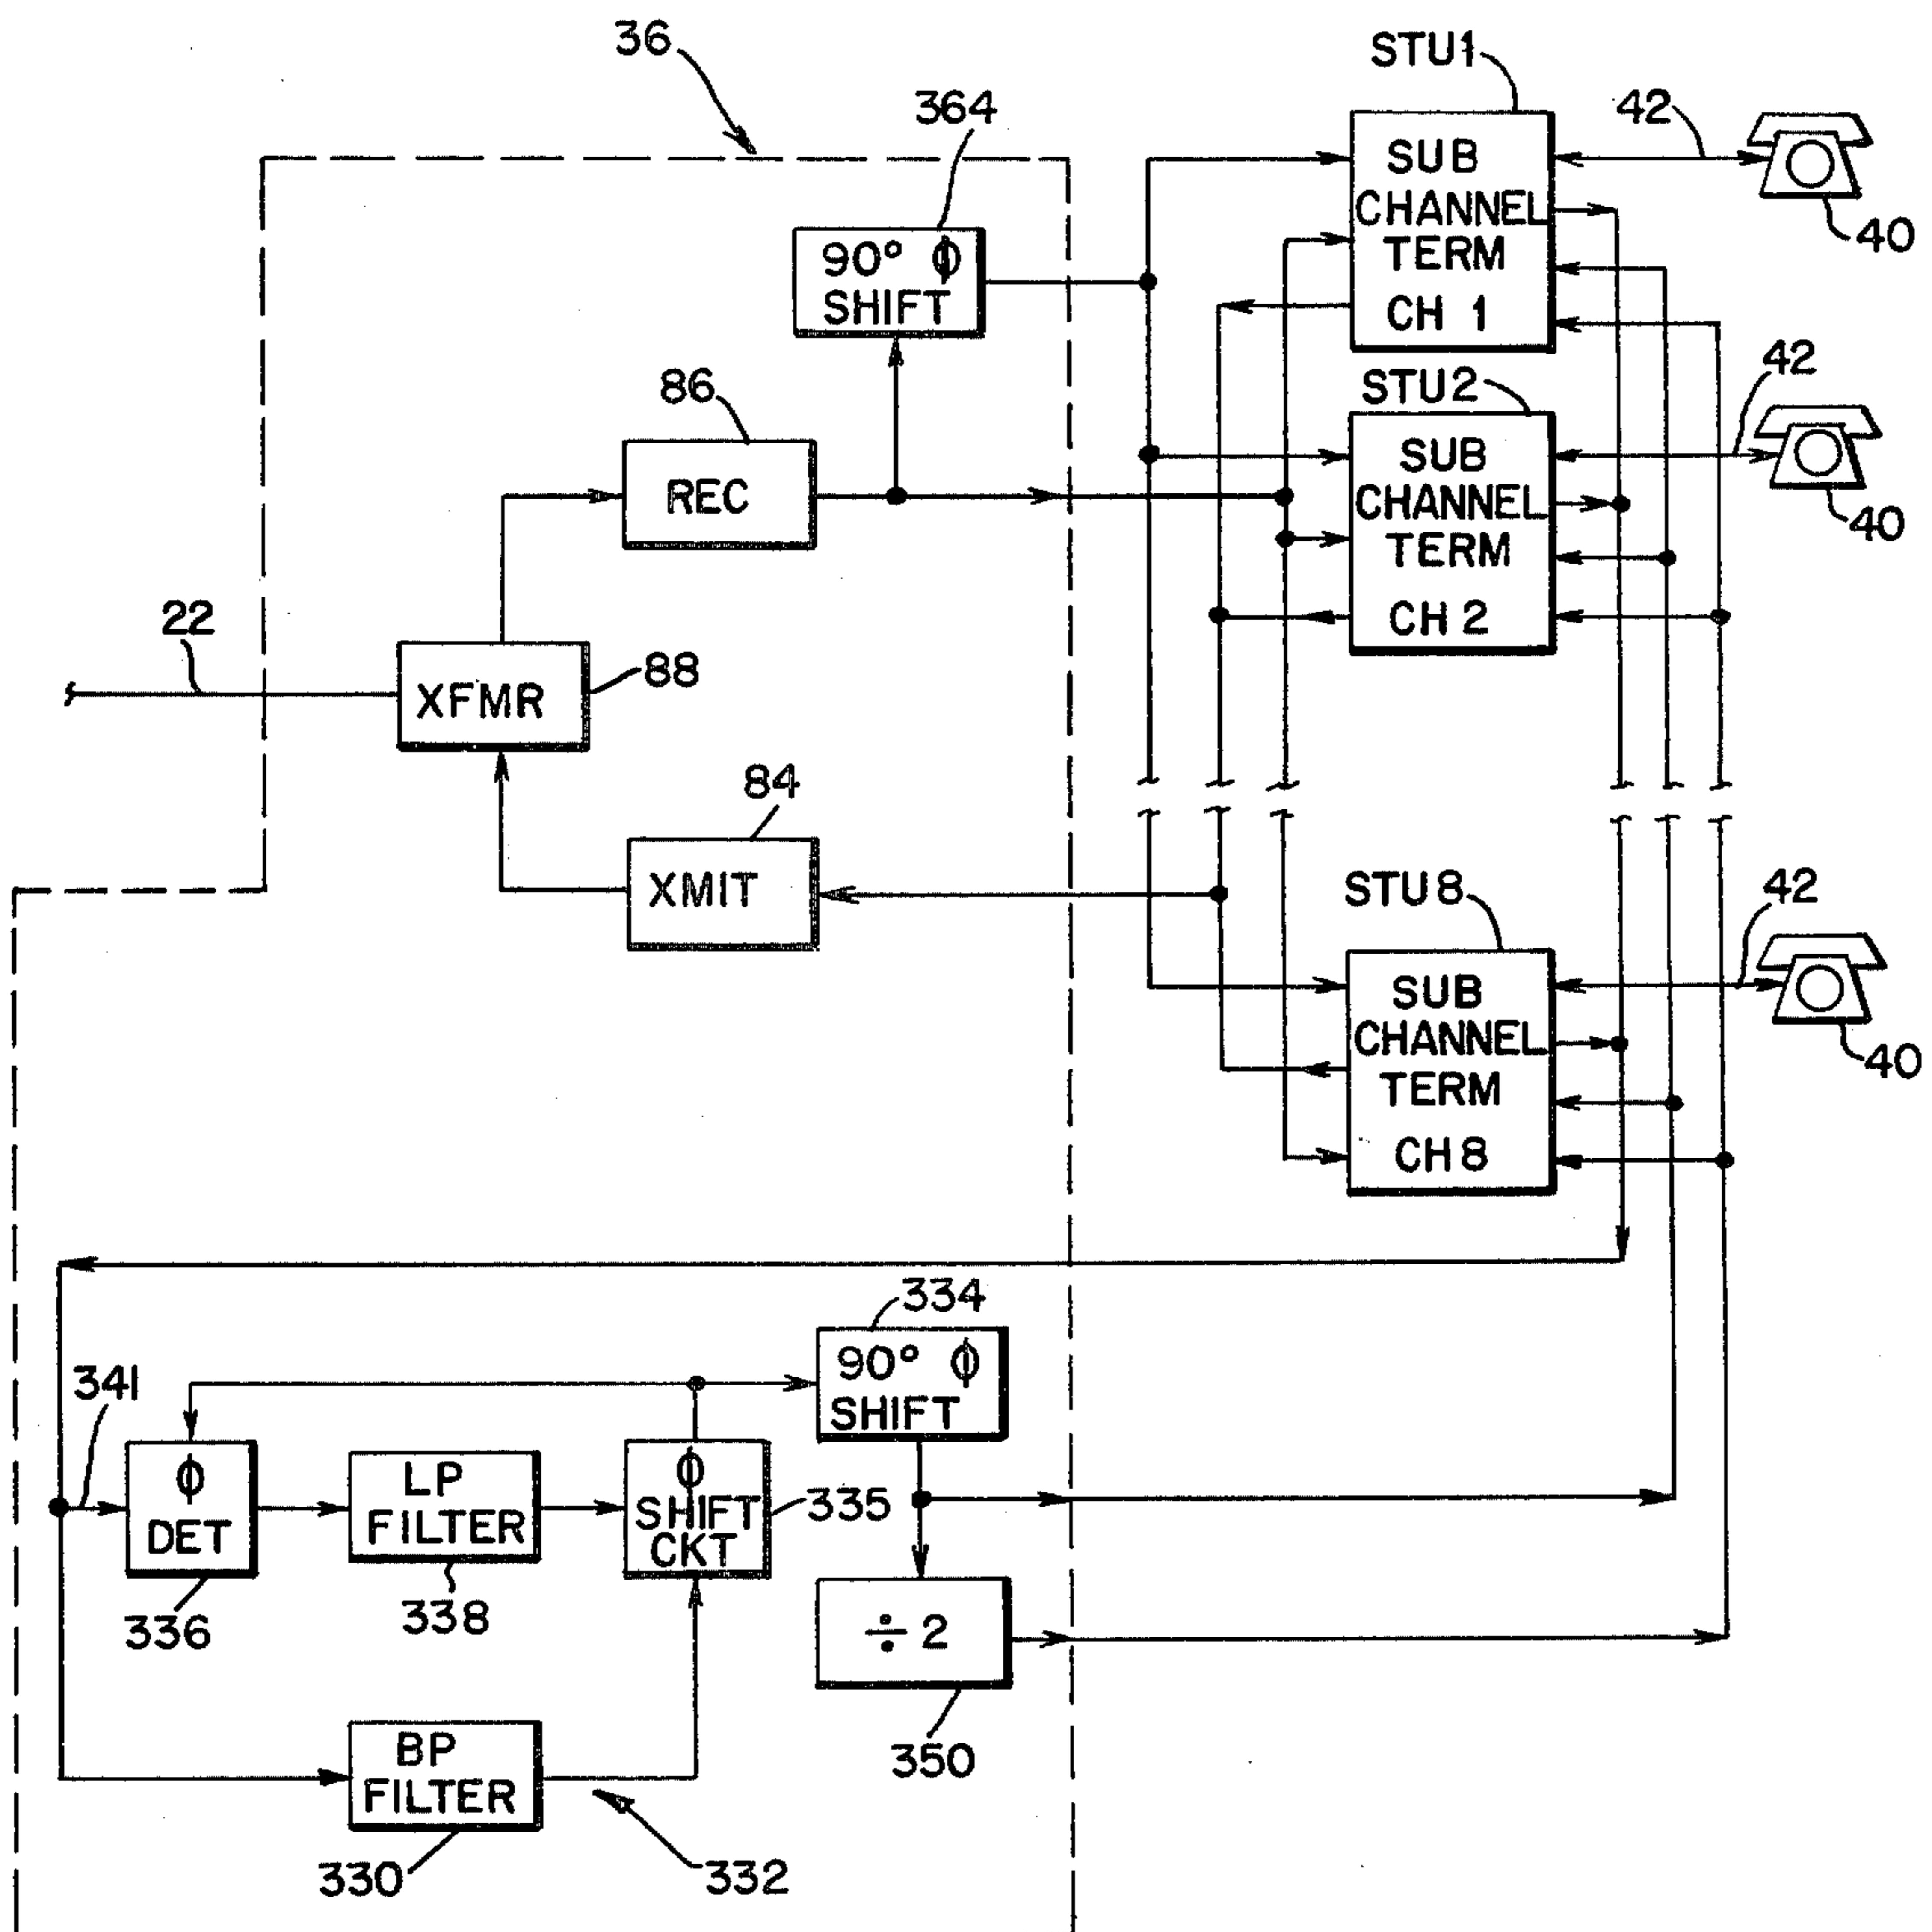 36
STU1
364
42
SUB
CHANNEL
TERM
CH 1
40
90° ϕ
SHIFT
86
REC
STU2
42
SUB
CHANNEL
TERM
CH 2
40
22
XFMR
88
84
XMIT
STU8
42
SUB
CHANNEL
TERM
CH 8
40
334
90° ϕ
SHIFT
341
ϕ
DET
336
LP
FILTER
338
ϕ
SHIFT
CKT
335
÷ 2
350
BP
FILTER
330
332